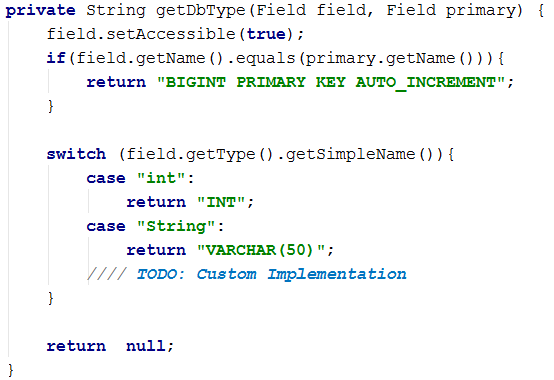 private String getDbType(Field field, Field primary) {
    field.setAccessible(true);
    if(field.getName().equals(primary.getName())){
        return "BIGINT PRIMARY KEY AUTO_INCREMENT";
    }

    switch (field.getType().getSimpleName()){
        case "int":
            return "INT";
        case "String":
            return "VARCHAR(50)";
        //// TODO: Custom Implementation
    }

    return  null;
}